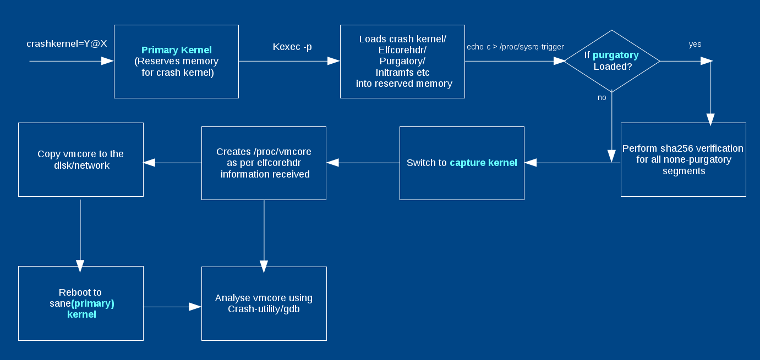 crashkernel=Y@X
Primary Kernel
(Reserves memory
for crash kernel)
Kexec -p
Loads crash kernel/
Elfcorehdr/
Purgatory/
Initramfs etc
Into reserved memory
echo c > /proc/sysrq-trigger
If purgatory
Loaded?
yes
no
Perform sha256 verification
for all none-purgatory
segments
Switch to capture kernel
Creates /proc/vmcore
as per elfcorehdr
information received
Copy vmcore to the
disk/network
Reboot to
sane(primary)
kernel
Analyse vmcore using
Crash-utility/gdb